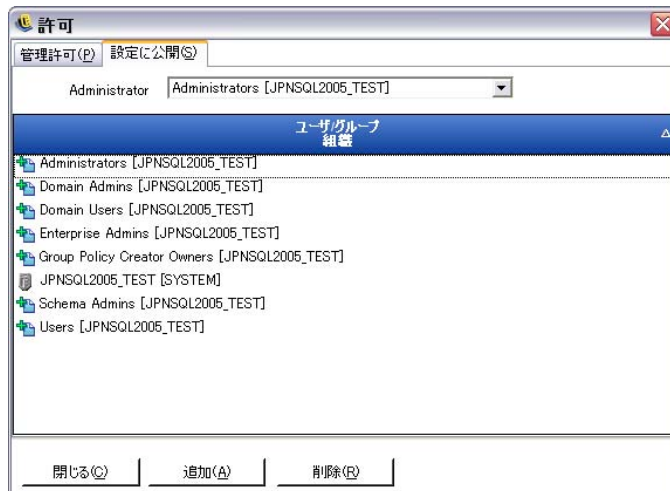 許可
管理許可(P) 設定に公開(S)
Administrator Administrators [JPNSQL2005_TEST]
ユーザ/グループ
組織
Administrators [JPNSQL2005_TEST]
Domain Admins [JPNSQL2005_TEST]
Domain Users [JPNSQL2005_TEST]
Enterprise Admins [JPNSQL2005_TEST]
Group Policy Creator Owners [JPNSQL2005_TEST]
JPNSQL2005_TEST [SYSTEM]
Schema Admins [JPNSQL2005_TEST]
Users [JPNSQL2005_TEST]
閉じる(C) 追加(A) 削除(R)